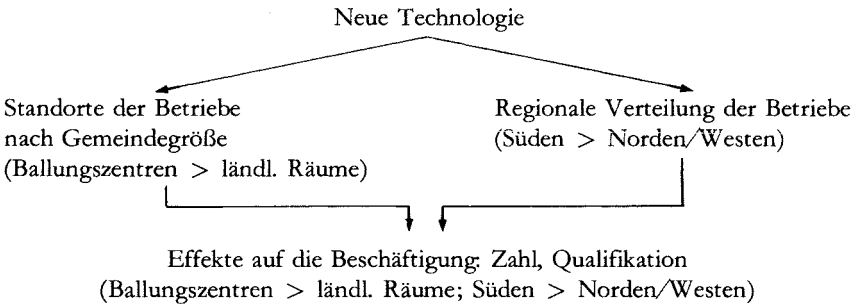 Neue Technologie
Standorte der Betriebe
nach Gemeindegröße
(Ballungszentren > ländl. Räume)
Regionale Verteilung der Betriebe
(Süden > Norden/Westen)
Effekte auf die Beschäftigung: Zahl, Qualifikation
(Ballungszentren > ländl. Räume; Süden > Norden/Westen)